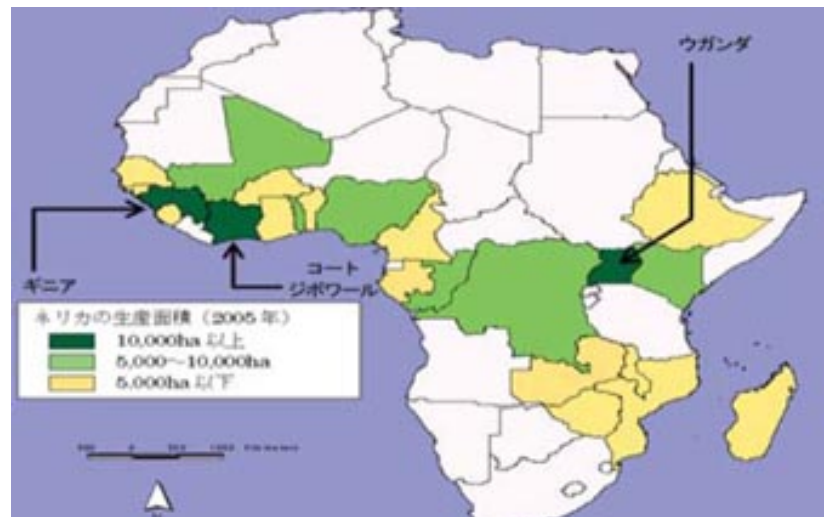 ウガンダ
ギニア
コート
ジボワール
ネリカの生産面積（2005年）
10,000ha 以上
5,000～10,000ha
5,000ha 以下
0